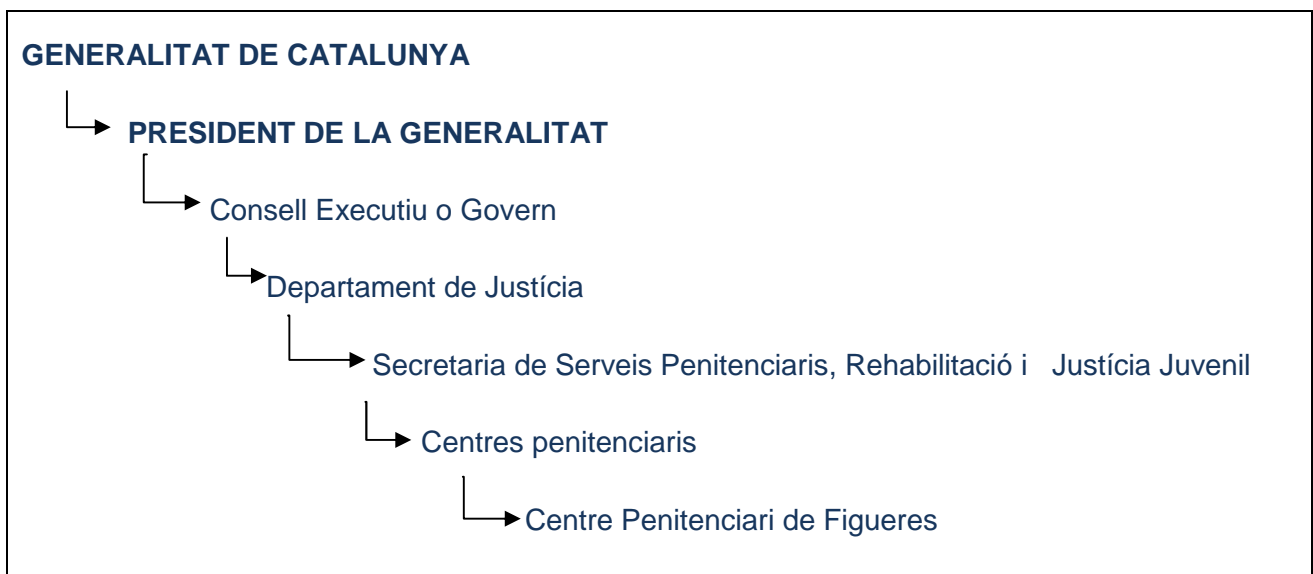 GENERALITAT DE CATALUNYA
PRESIDENT DE LA GENERALITAT
Consell Executiu o Govern
Departament de Justícia
Secretaria de Serveis Penitenciaris, Rehabilitació i Justícia Juvenil
Centres penitenciaris
Centre Penitenciari de Figueres